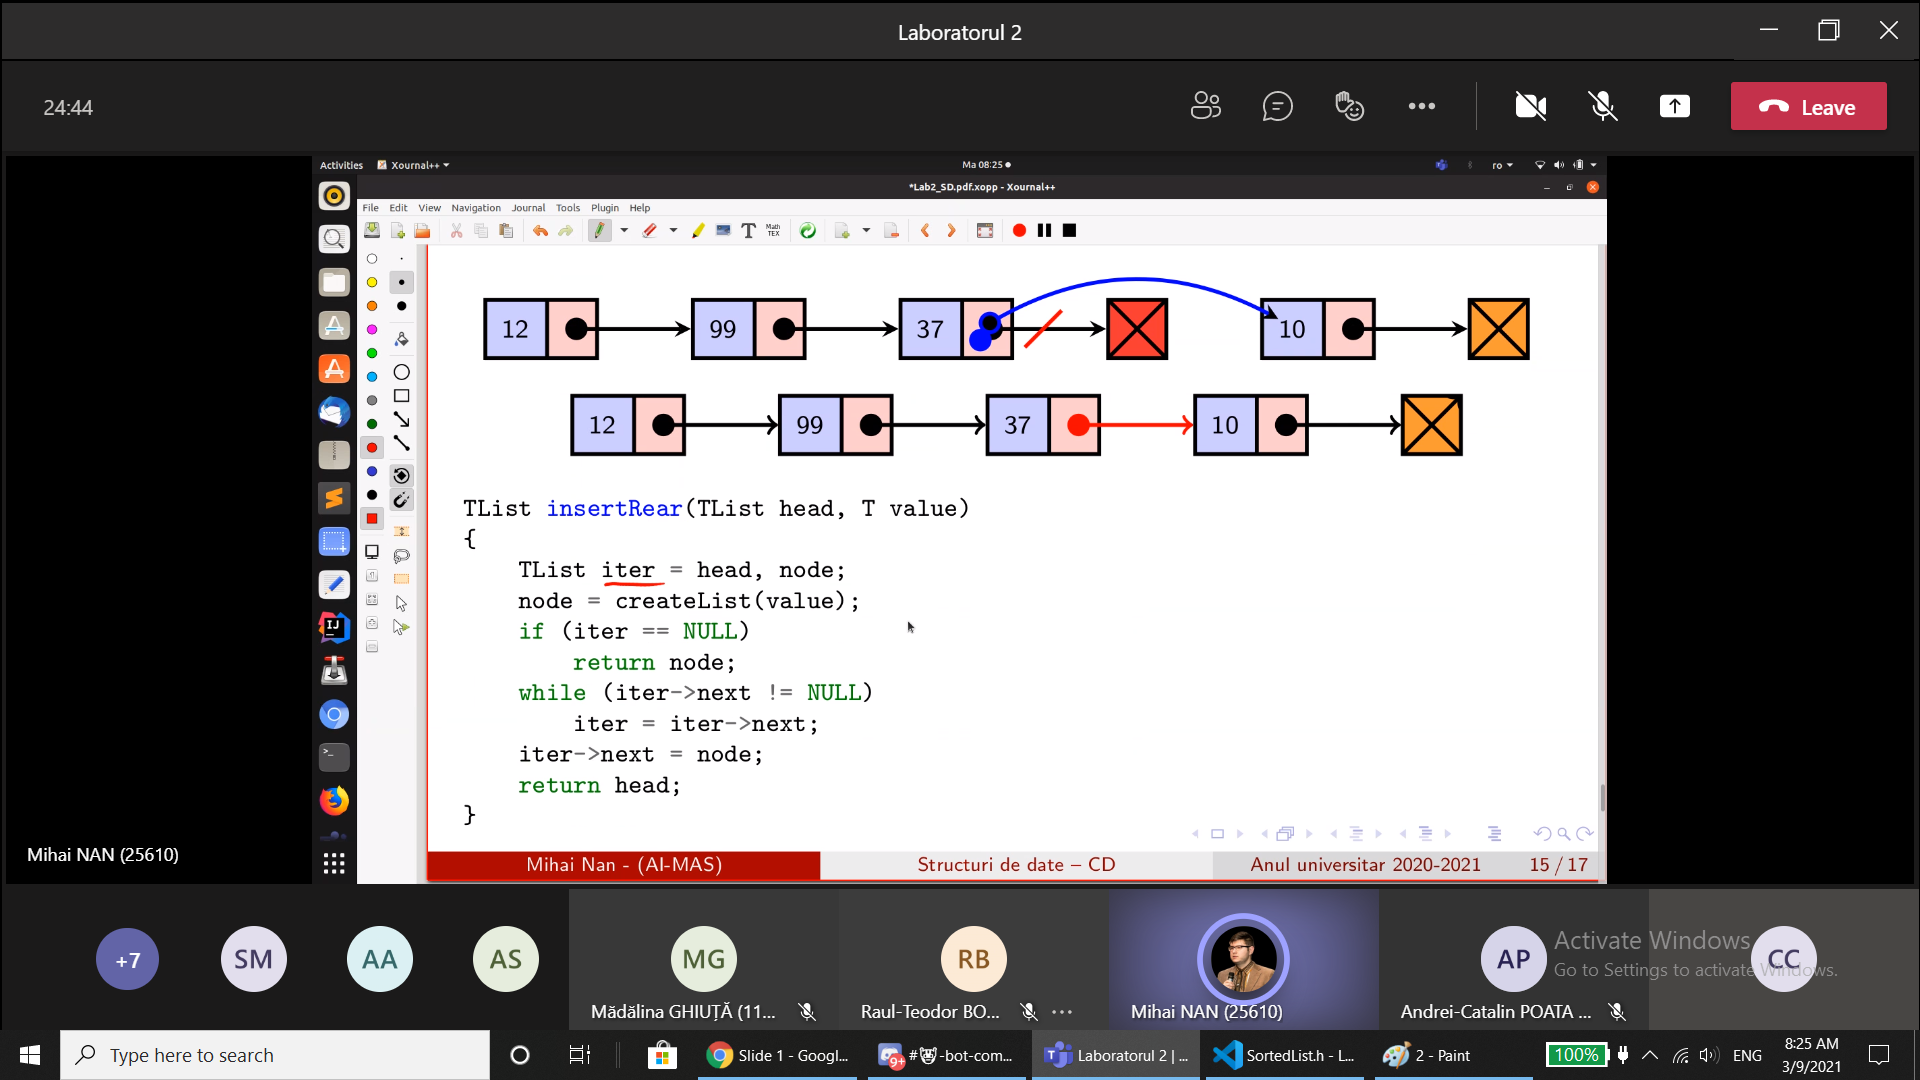 Laboratorul 2
24:44
Leave
Activities Xournal++ Ma 08:25 ro
*Lab2_SD.pdf.xopp - Xournal++
File Edit View Navigation Journal Tools Plugin Help
T Math TEX
12 99 37 10
12 99 37 10
TList insertRear(TList head, T value)
{
TList iter = head, node;
node = createList(value);
if (iter == NULL)
return node;
while (iter->next != NULL)
iter = iter->next;
iter->next = node;
return head;
}
Mihai NAN (25610)
Mihai Nan - (AI-MAS) Structuri de date – CD Anul universitar 2020-2021 15 / 17
+7 SM AA AS MG RB AP CC
Activate Windows
Go to Settings to activate Windows.
Mădălina GHIUȚĂ (11... Raul-Teodor BO... Mihai NAN (25610) Andrei-Catalin POATA ...
Type here to search
Slide 1 - Googl... 9+ #🐮-bot-com... Laboratorul 2 | ... SortedList.h - L... 2 - Paint
100% ENG 8:25 AM
3/9/2021